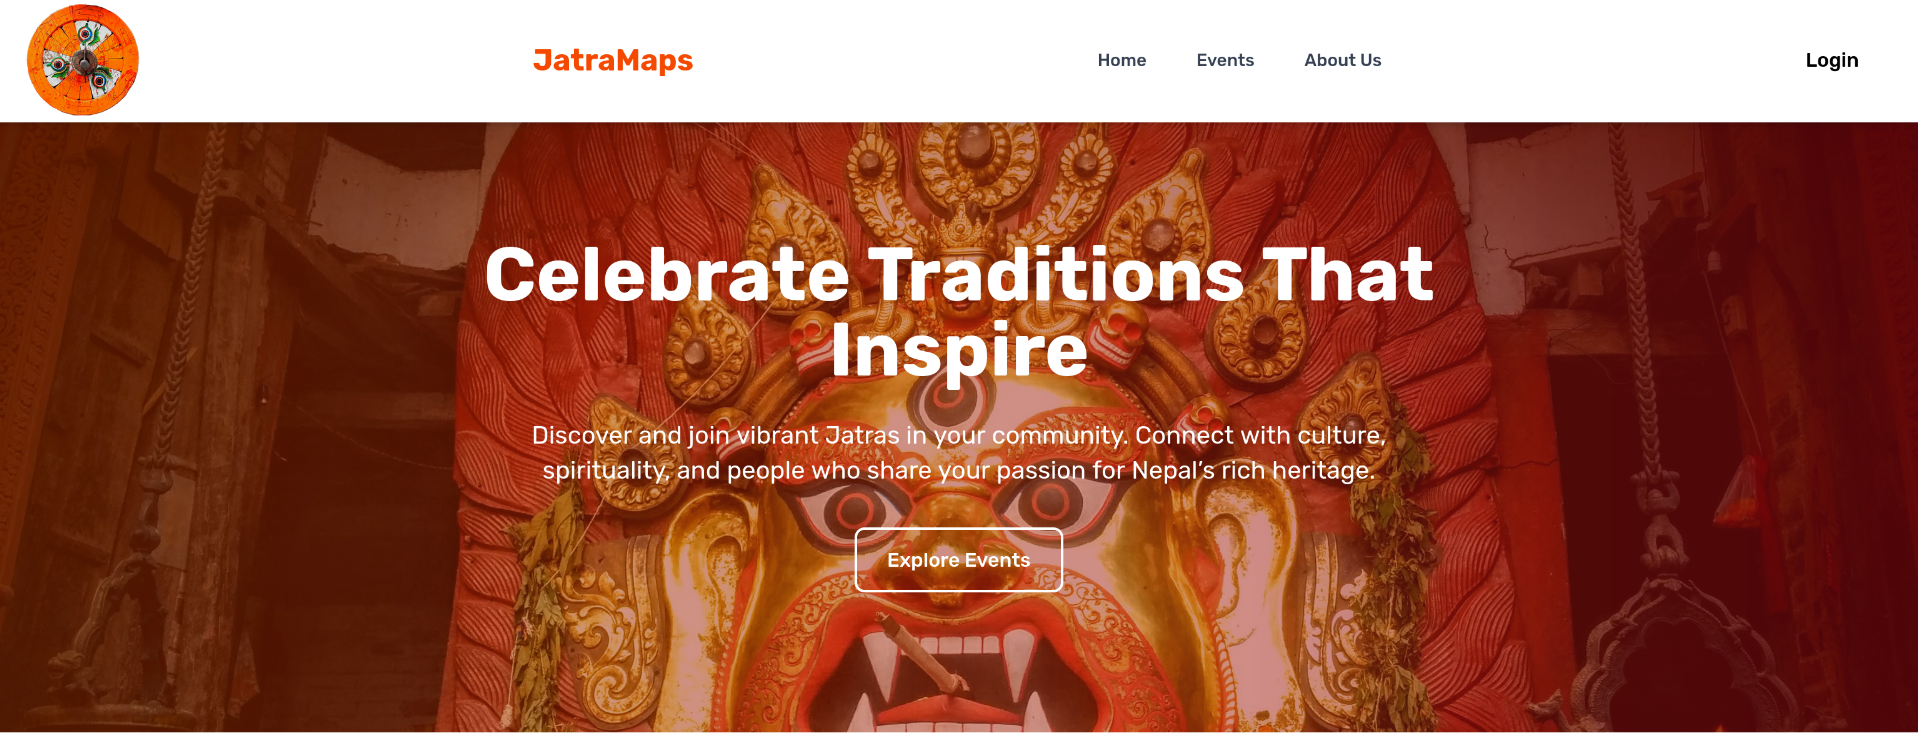 JatraMaps
Home
Events
About Us
Login
Celebrate Traditions That
Inspire
Discover and join vibrant Jatras in your community. Connect with culture,
spirituality, and people who share your passion for Nepal’s rich heritage.
Explore Events